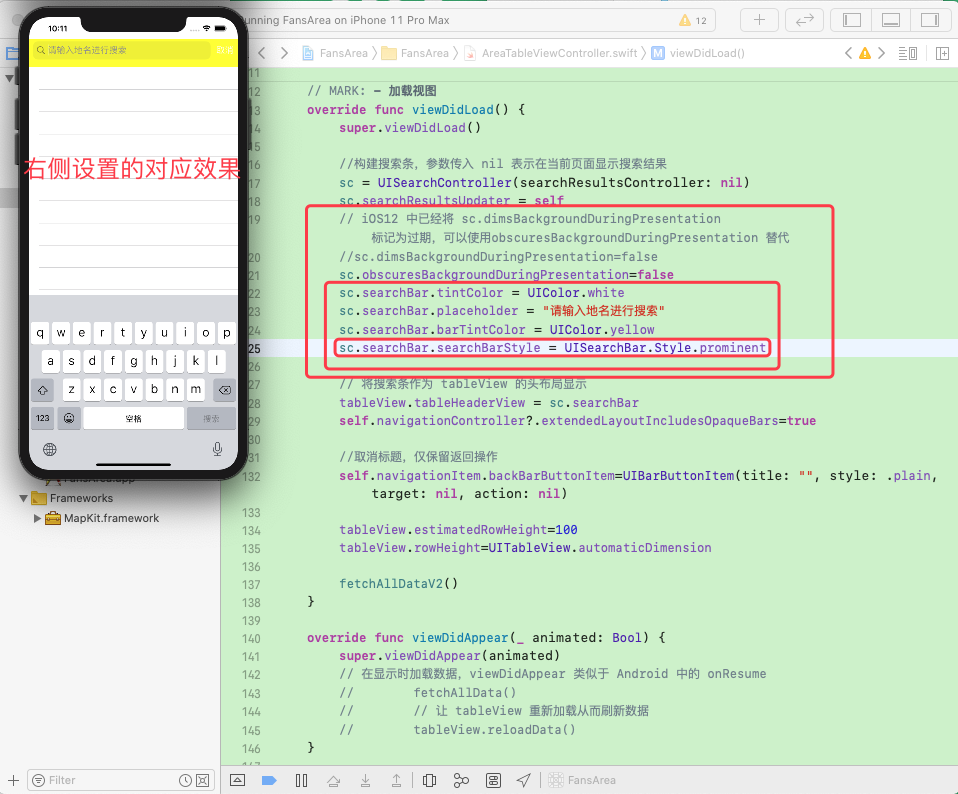 Running FansArea on iPhone 11 Pro Max
12
FansArea
FansArea
AreaTableViewController.swift
M
viewDidLoad()
10:11
请输入地名进行搜索
右侧设置的对应效果
q w e r t y u i o p
a s d f g h j k l
z x c v b n m
123
空格
搜索
FansArea.app
Frameworks
MapKit.framework
Filter
11
12 // MARK: - 加载视图
13 override func viewDidLoad() {
14 super.viewDidLoad()
15
16 //构建搜索条，参数传入 nil 表示在当前页面显示搜索结果
17 sc = UISearchController(searchResultsController: nil)
18 sc.searchResultsUpdater = self
19 // iOS12 中已经将 sc.dimsBackgroundDuringPresentation
标记为过期，可以使用obscuresBackgroundDuringPresentation 替代
20 //sc.dimsBackgroundDuringPresentation=false
21 sc.obscuresBackgroundDuringPresentation=false
22 sc.searchBar.tintColor = UIColor.white
23 sc.searchBar.placeholder = "请输入地名进行搜索"
24 sc.searchBar.barTintColor = UIColor.yellow
25 sc.searchBar.searchBarStyle = UISearchBar.Style.prominent
26
27 // 将搜索条作为 tableView 的头布局显示
28 tableView.tableHeaderView = sc.searchBar
29 self.navigationController?.extendedLayoutIncludesOpaqueBars=true
30
31 //取消标题，仅保留返回操作
132 self.navigationItem.backBarButtonItem=UIBarButtonItem(title: "", style: .plain,
target: nil, action: nil)
133
134 tableView.estimatedRowHeight=100
135 tableView.rowHeight=UITableView.automaticDimension
136
137 fetchAllDataV2()
138 }
139
140 override func viewDidAppear(_ animated: Bool) {
141 super.viewDidAppear(animated)
142 // 在显示时加载数据，viewDidAppear 类似于 Android 中的 onResume
143 // fetchAllData()
144 // // 让 tableView 重新加载从而刷新数据
145 // tableView.reloadData()
146 }
FansArea